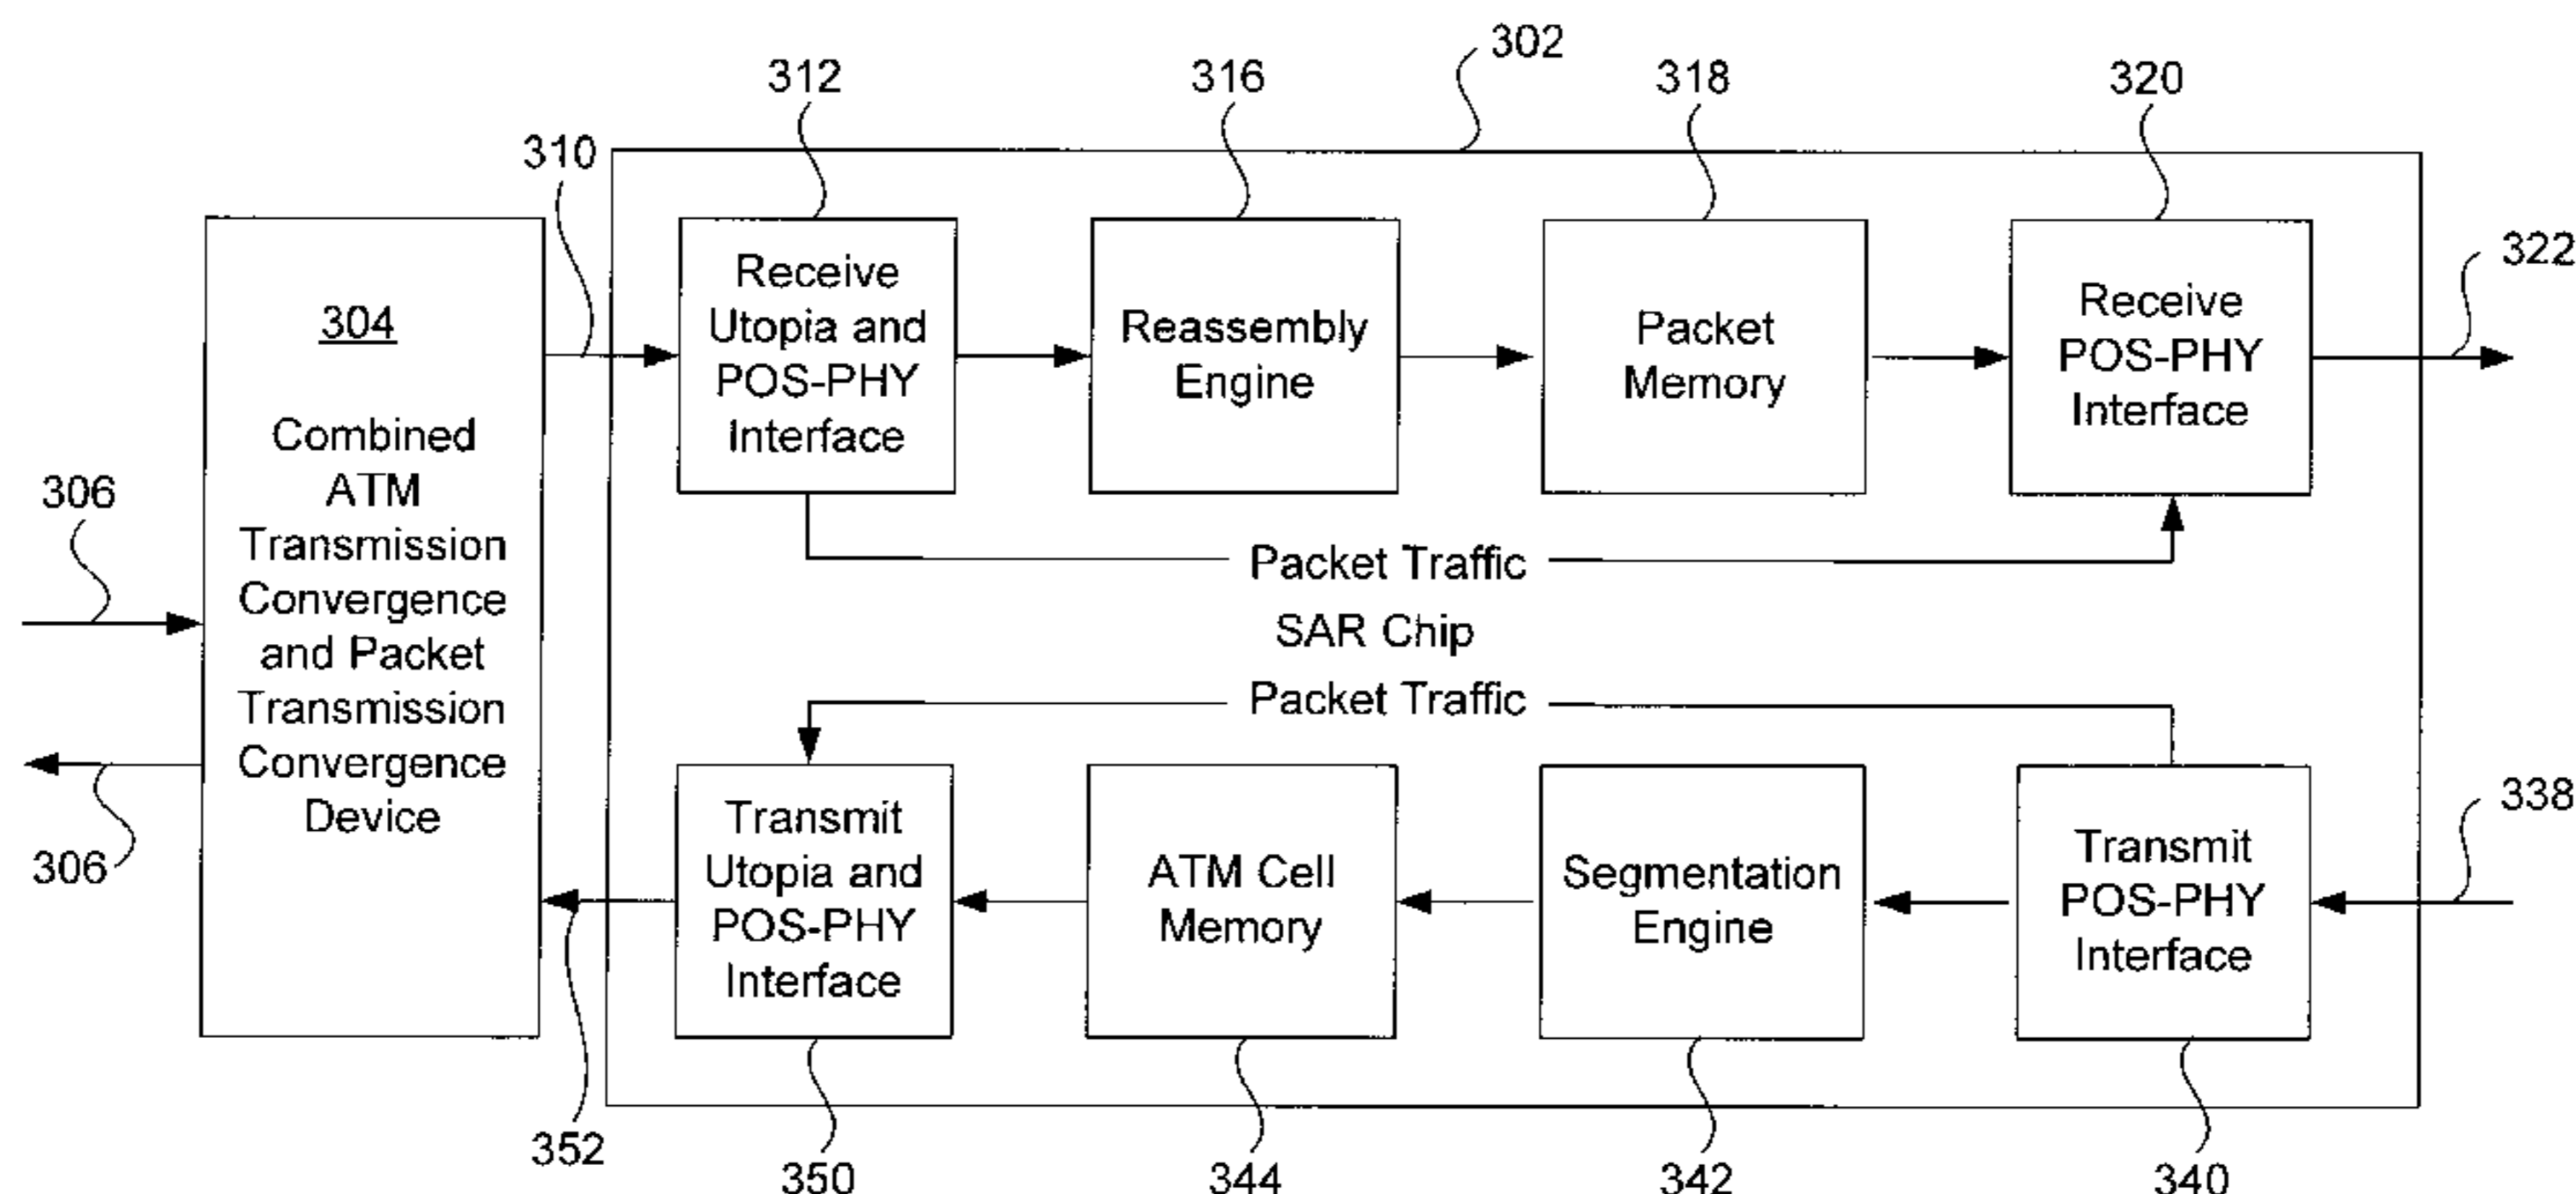 302
312
316
318
320
310
322
304
Combined
ATM
Transmission
Convergence
and Packet
Transmission
Convergence
Device
Receive
Utopia and
POS-PHY
Interface
Reassembly
Engine
Packet
Memory
Receive
POS-PHY
Interface
306
306
Packet Traffic
SAR Chip
Packet Traffic
Transmit
Utopia and
POS-PHY
Interface
ATM Cell
Memory
Segmentation
Engine
Transmit
POS-PHY
Interface
338
352
350
344
342
340